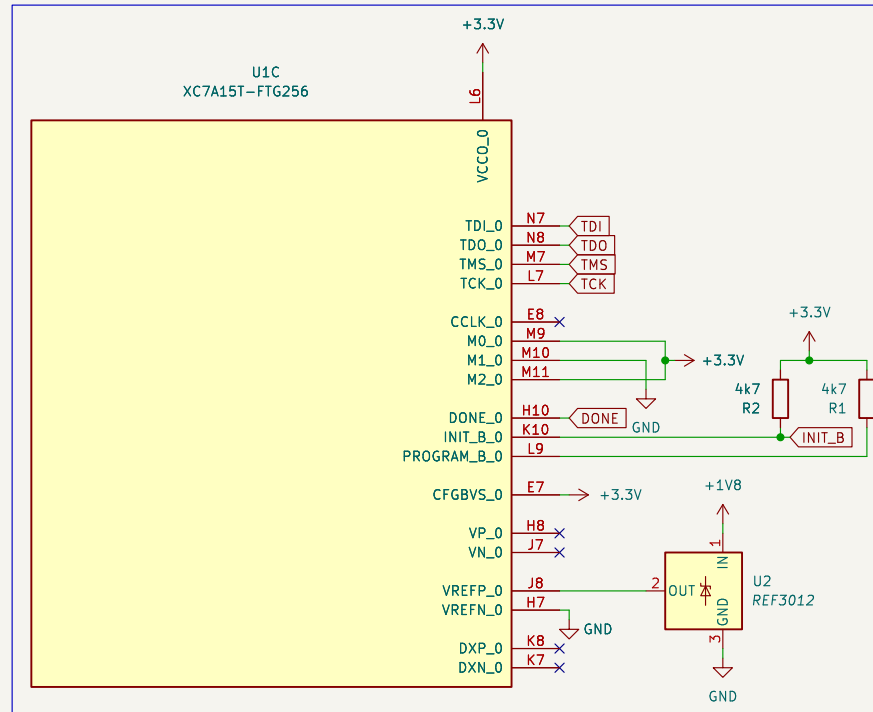 +3.3V
U1C
XC7A15T-FTG256
L6
VCCO_0
TDI_0 N7 TDI
TDO_0 N8 TDO
TMS_0 M7 TMS
TCK_0 L7 TCK
CCLK_0 E8
M0_0 M9
M1_0 M10 +3.3V
M2_0 M11
GND
+3.3V
4k7 4k7
R2 R1
DONE_0 H10 DONE
INIT_B_0 K10 INIT_B
PROGRAM_B_0 L9
CFGBVS_0 E7 +3.3V
+1V8
VP_0 H8
VN_0 J7
1
IN
VREFP_0 J8 2 OUT
U2
REF3012
VREFN_0 H7
GND
GND
3
DXP_0 K8
DXN_0 K7
GND